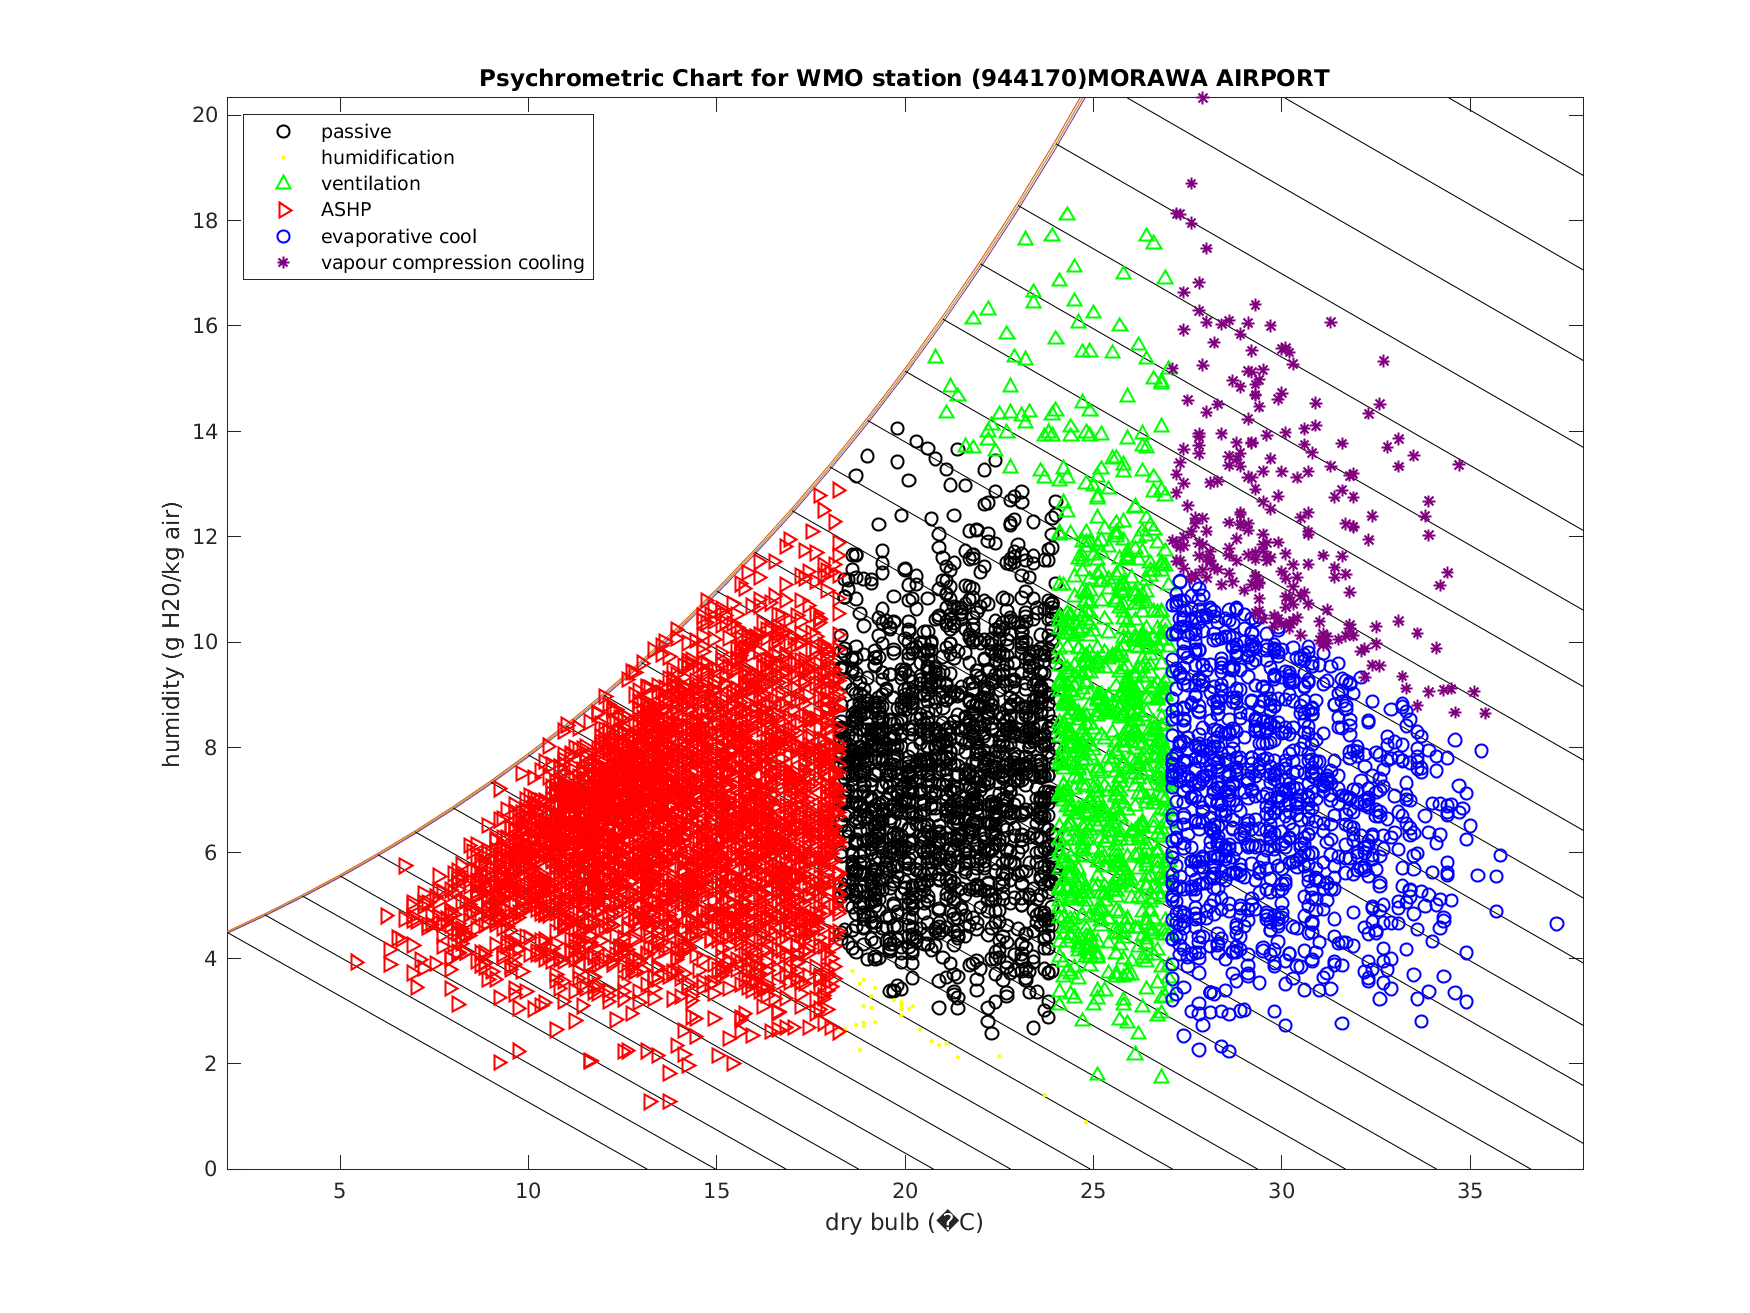 Psychrometric Chart for WMO station (944170)MORAWA AIRPORT
passive
humidification
ventilation
ASHP
evaporative cool
vapour compression cooling
20
18
16
14
12
10
8
6
4
2
0
humidity (g H20/kg air)
5 10 15 20 25 30 35
dry bulb (�C)